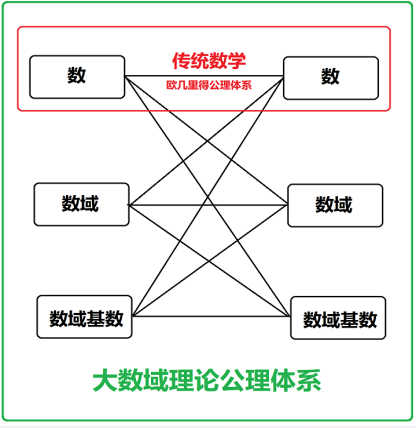 传统数学
数
数
欧几里得公理体系
数域
数域
数域基数
数域基数
大数域理论公理体系